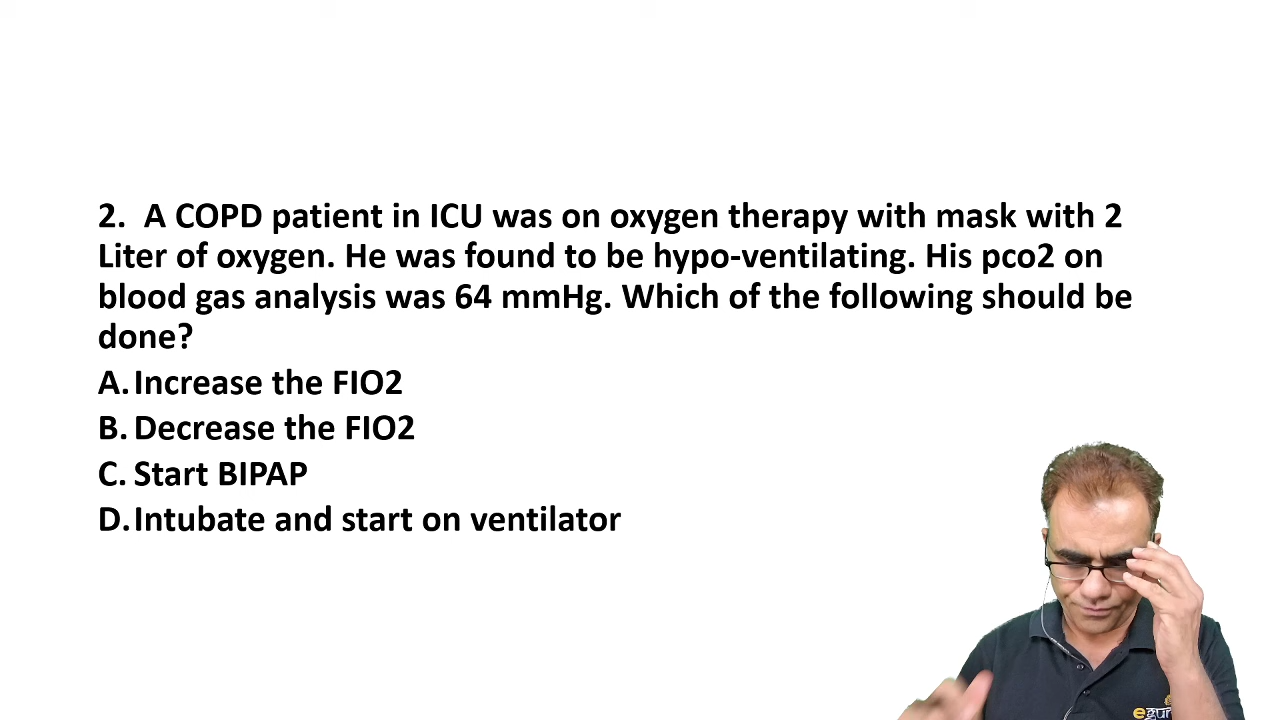 2. A COPD patient in ICU was on oxygen therapy with mask with 2
Liter of oxygen. He was found to be hypo-ventilating. His pco2 on
blood gas analysis was 64 mmHg. Which of the following should be
done?
A. Increase the FIO2
B. Decrease the FIO2
C. Start BIPAP
D. Intubate and start on ventilator